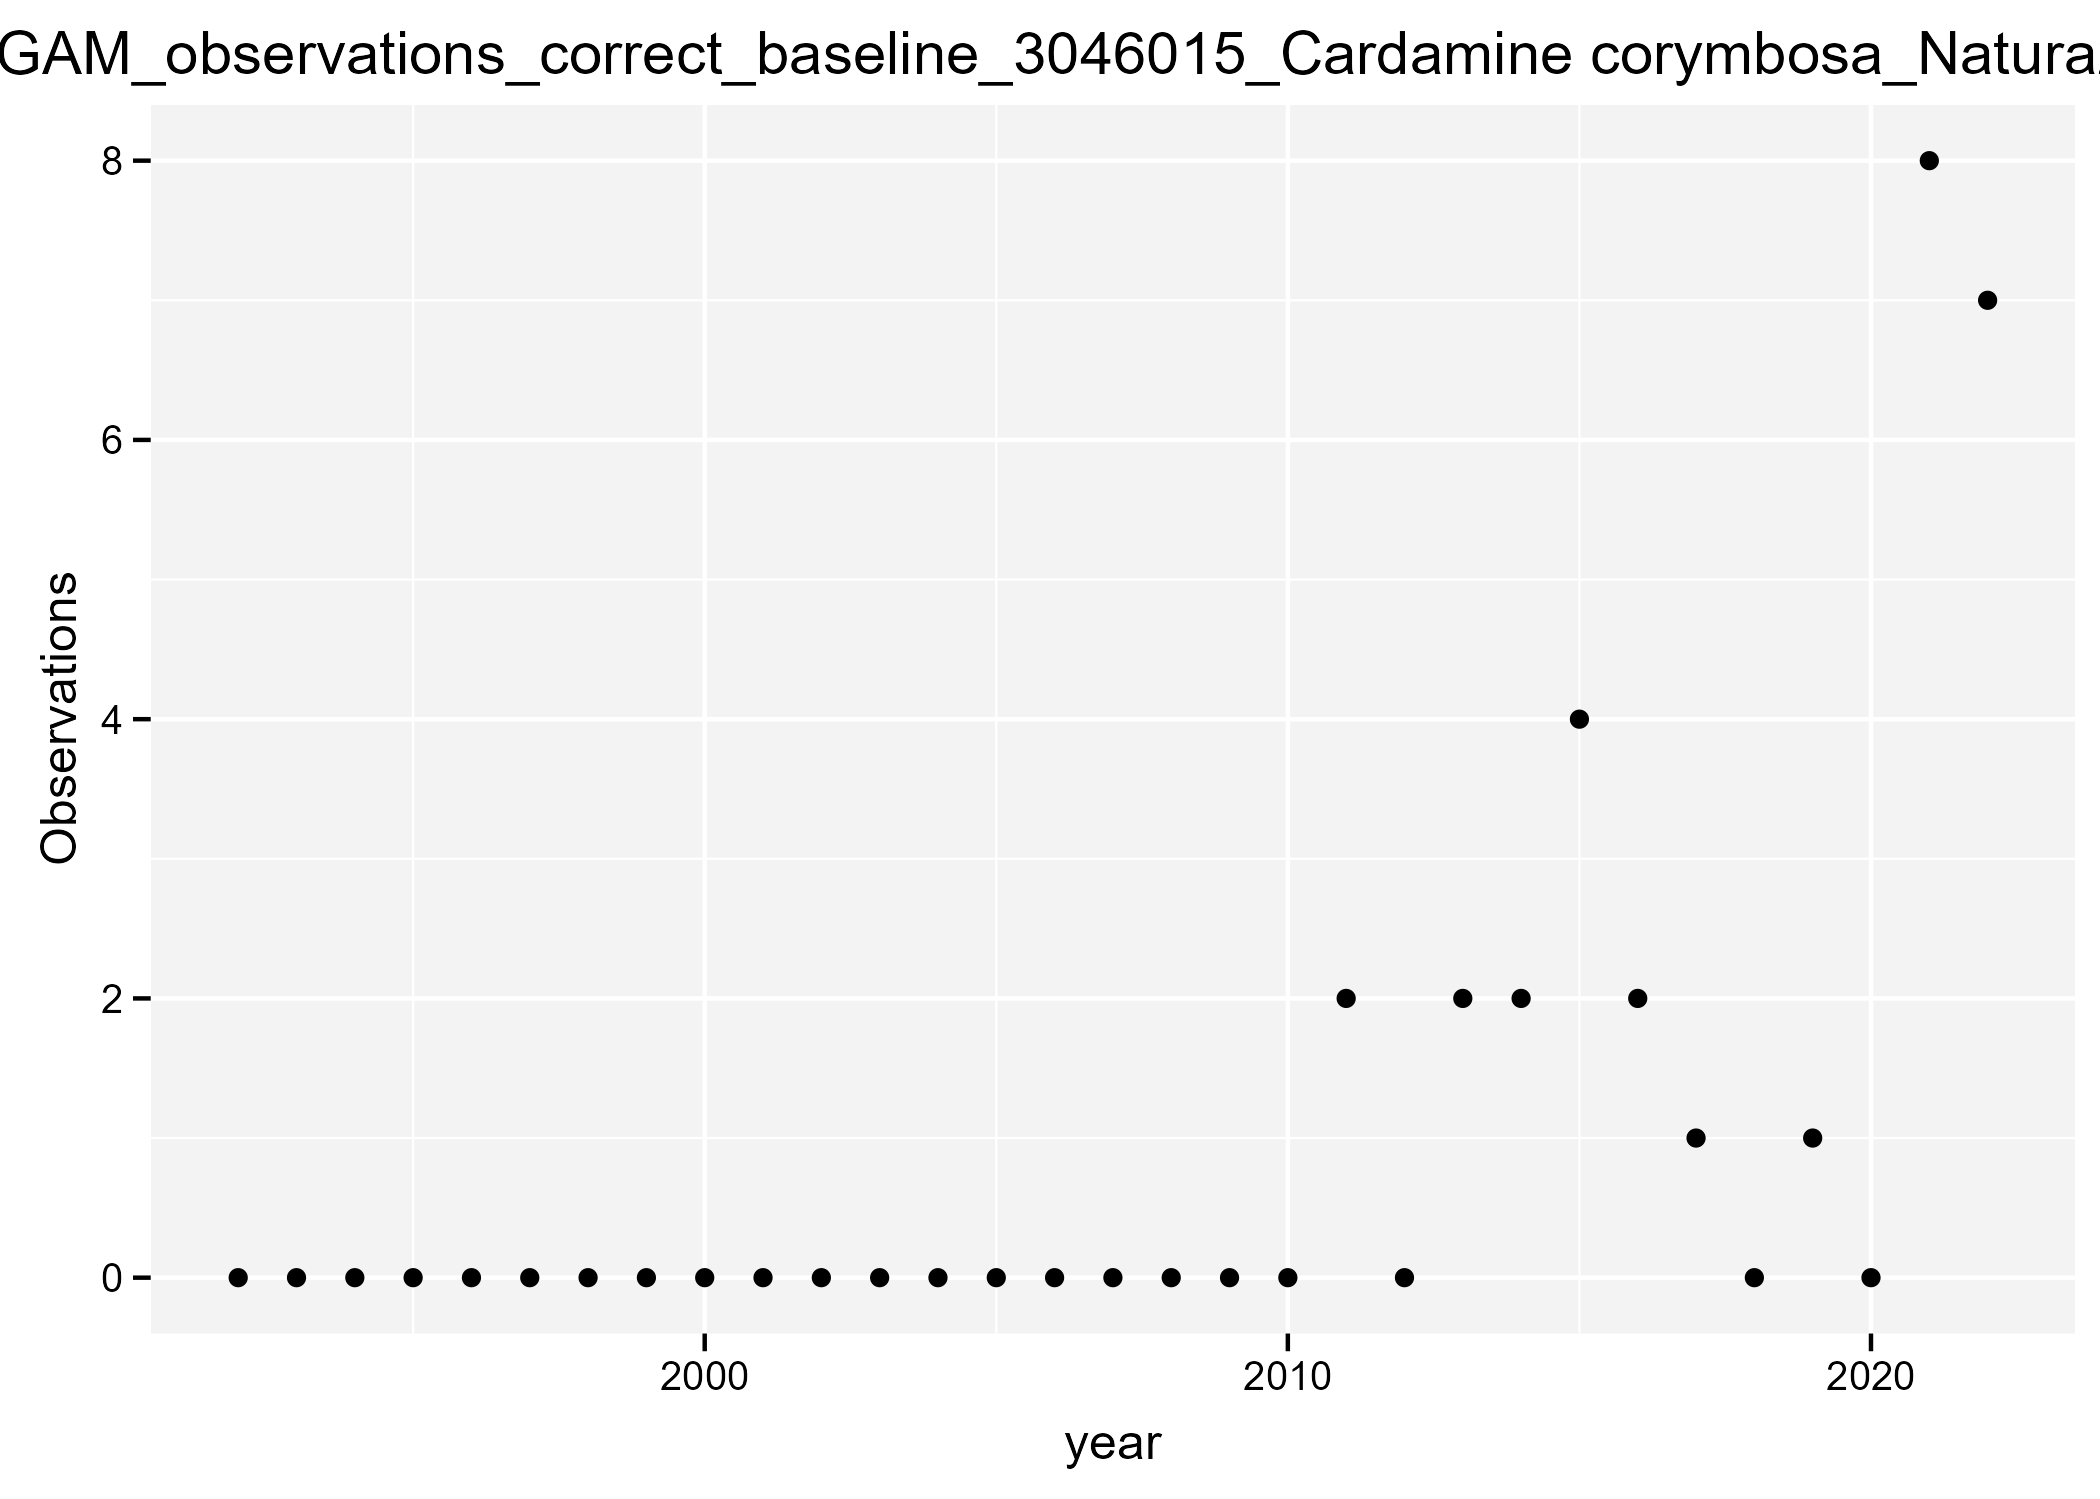 GAM_observations_correct_baseline_3046015_Cardamine corymbosa_Natura
8
6
4
2
0
Observations
2000
2010
2020
year